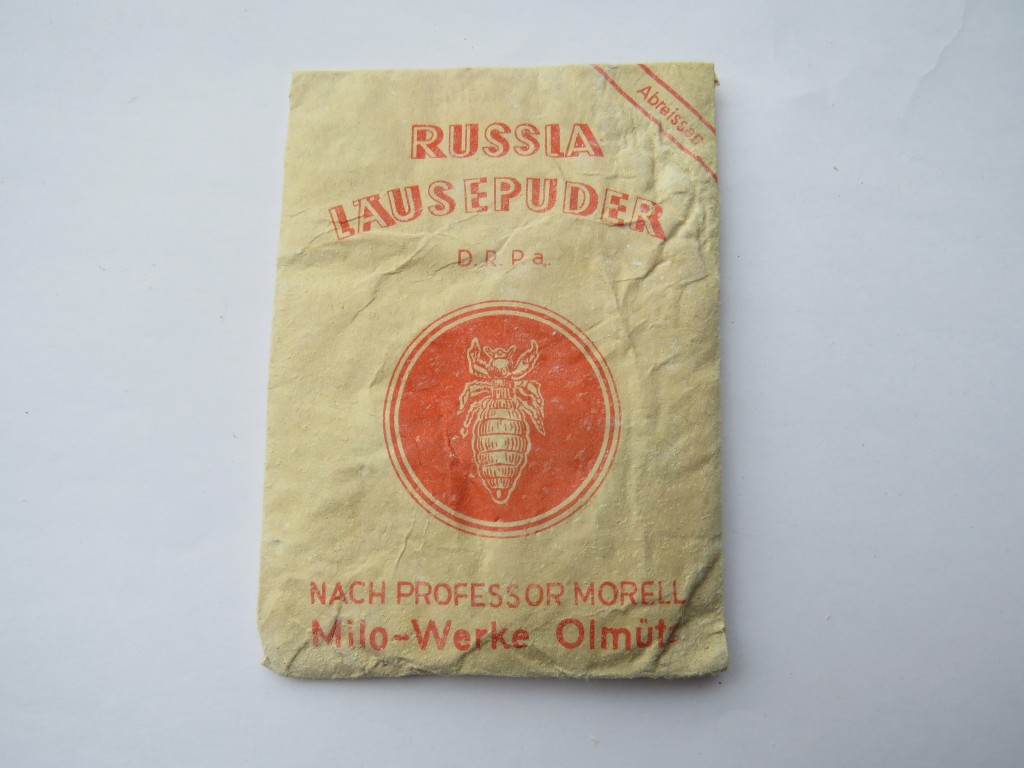 Abreissen
RUSSLA
LÄUSEPUDER
D. R. P. a.
NACH PROFESSOR MORELL
Milo-Werke Olmütz